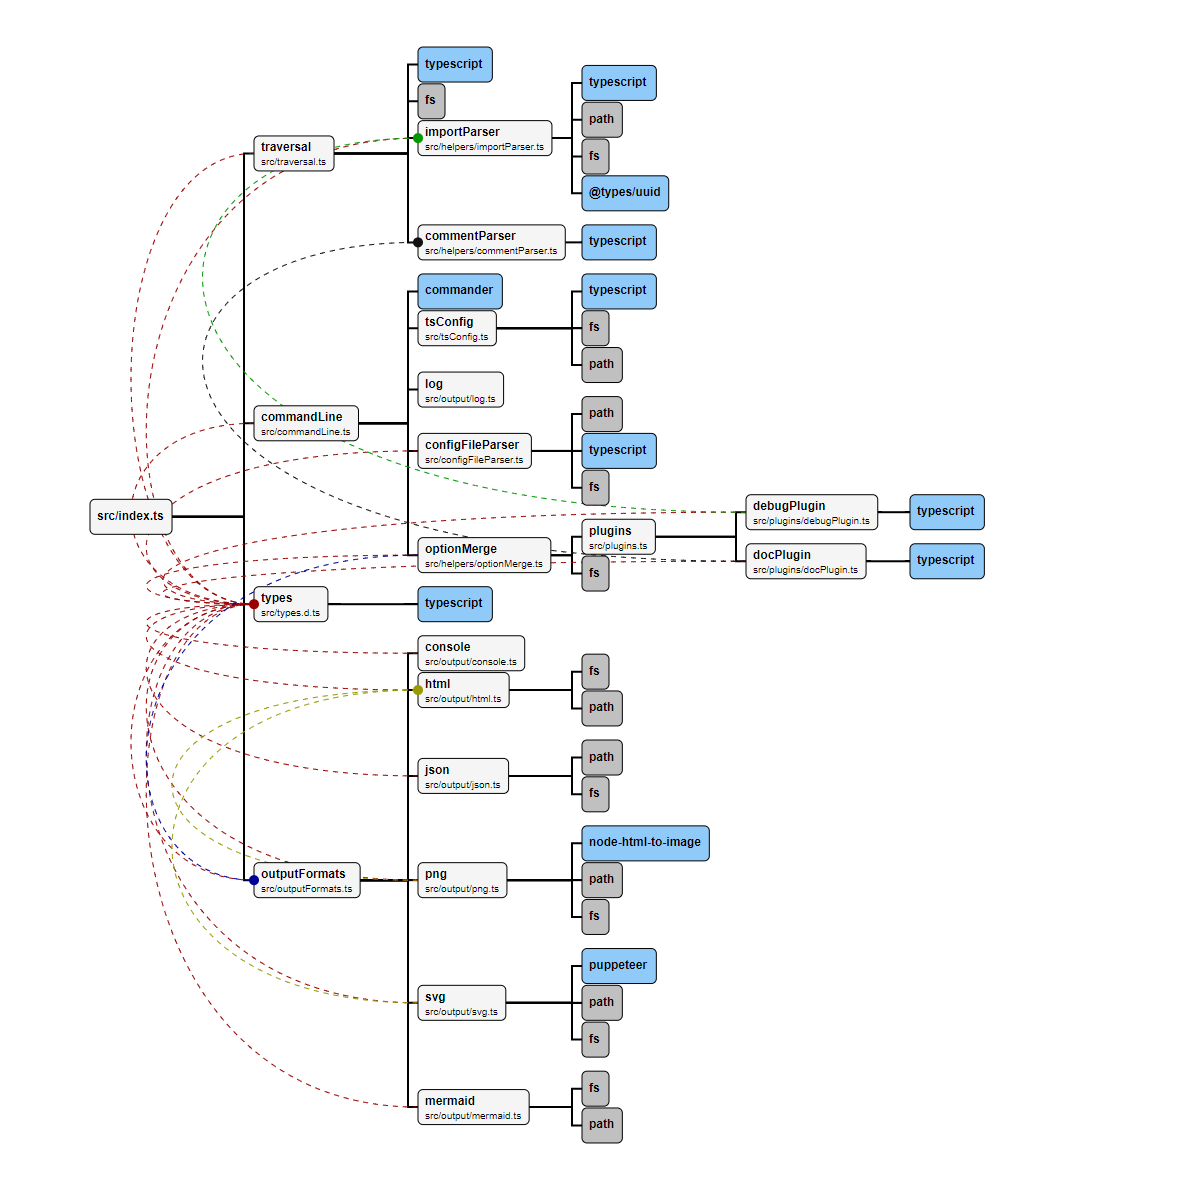 src/index.ts
traversal
src/traversal.ts
typescript
fs
importParser
src/helpers/importParser.ts
typescript
path
fs
@types/uuid
commentParser
src/helpers/commentParser.ts
typescript
commandLine
src/commandLine.ts
commander
tsConfig
src/tsConfig.ts
typescript
fs
path
log
src/output/log.ts
configFileParser
src/configFileParser.ts
path
typescript
fs
optionMerge
src/helpers/optionMerge.ts
plugins
src/plugins.ts
debugPlugin
src/plugins/debugPlugin.ts
typescript
docPlugin
src/plugins/docPlugin.ts
typescript
fs
types
src/types.d.ts
typescript
outputFormats
src/outputFormats.ts
console
src/output/console.ts
html
src/output/html.ts
fs
path
json
src/output/json.ts
path
fs
png
src/output/png.ts
node-html-to-image
path
fs
svg
src/output/svg.ts
puppeteer
path
fs
mermaid
src/output/mermaid.ts
fs
path